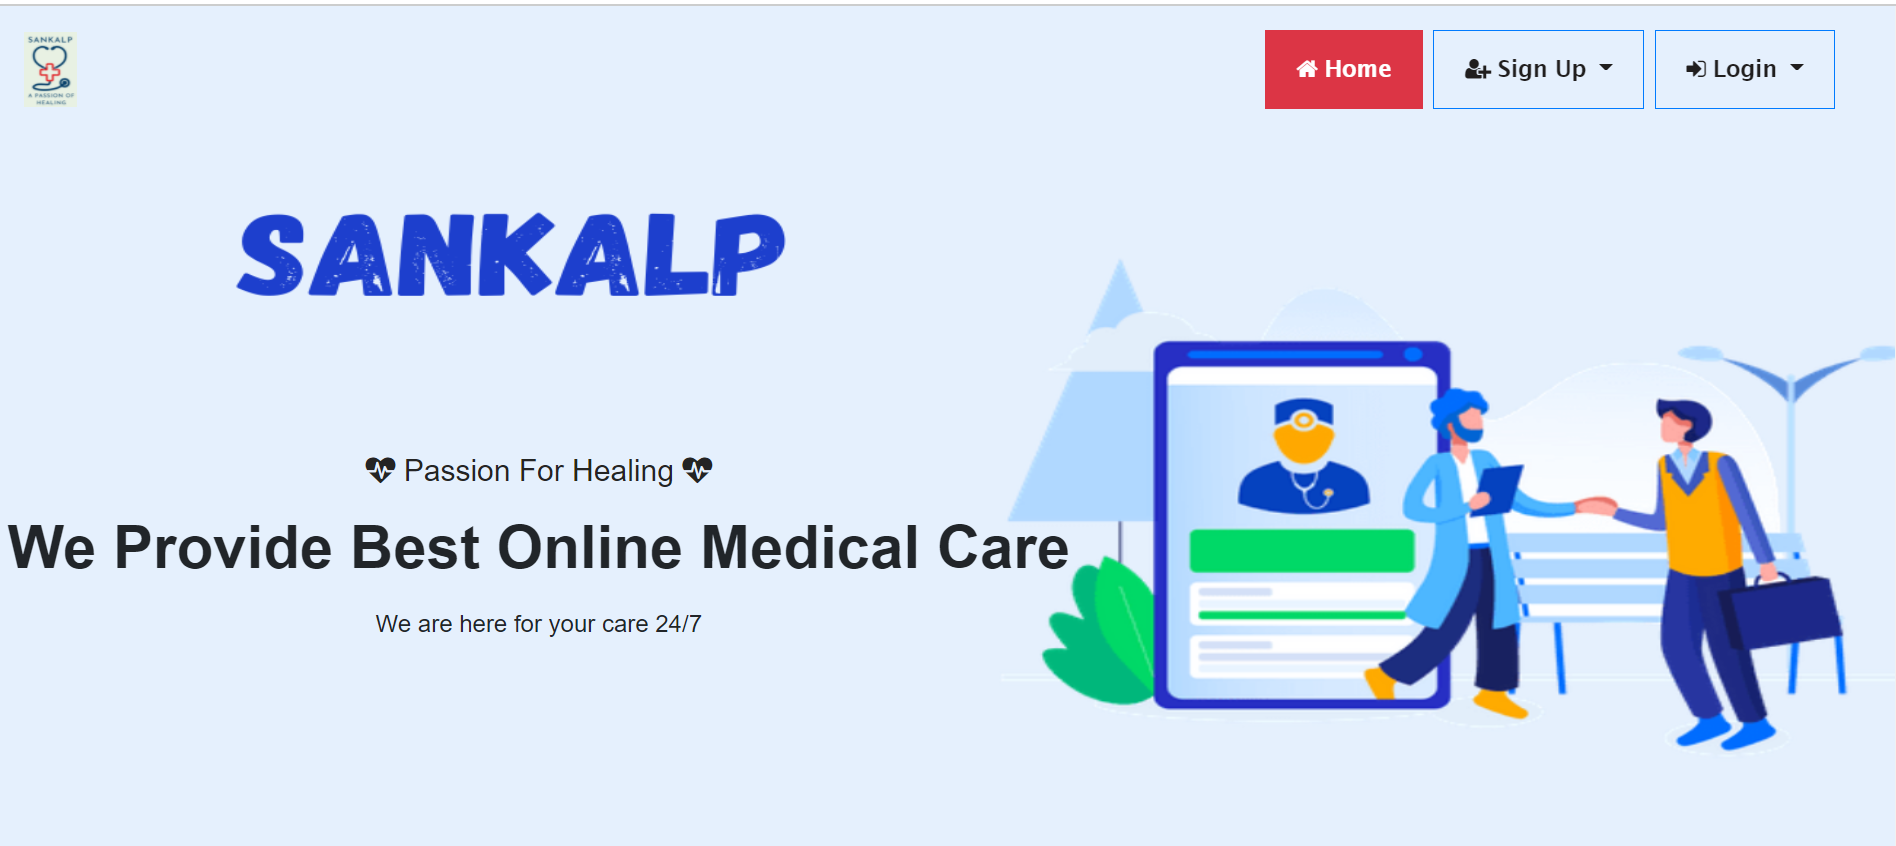 SANKALP
A PASSION OF
HEALING
Home
Sign Up
Login
SANKALP
Passion For Healing
We Provide Best Online Medical Care
We are here for your care 24/7